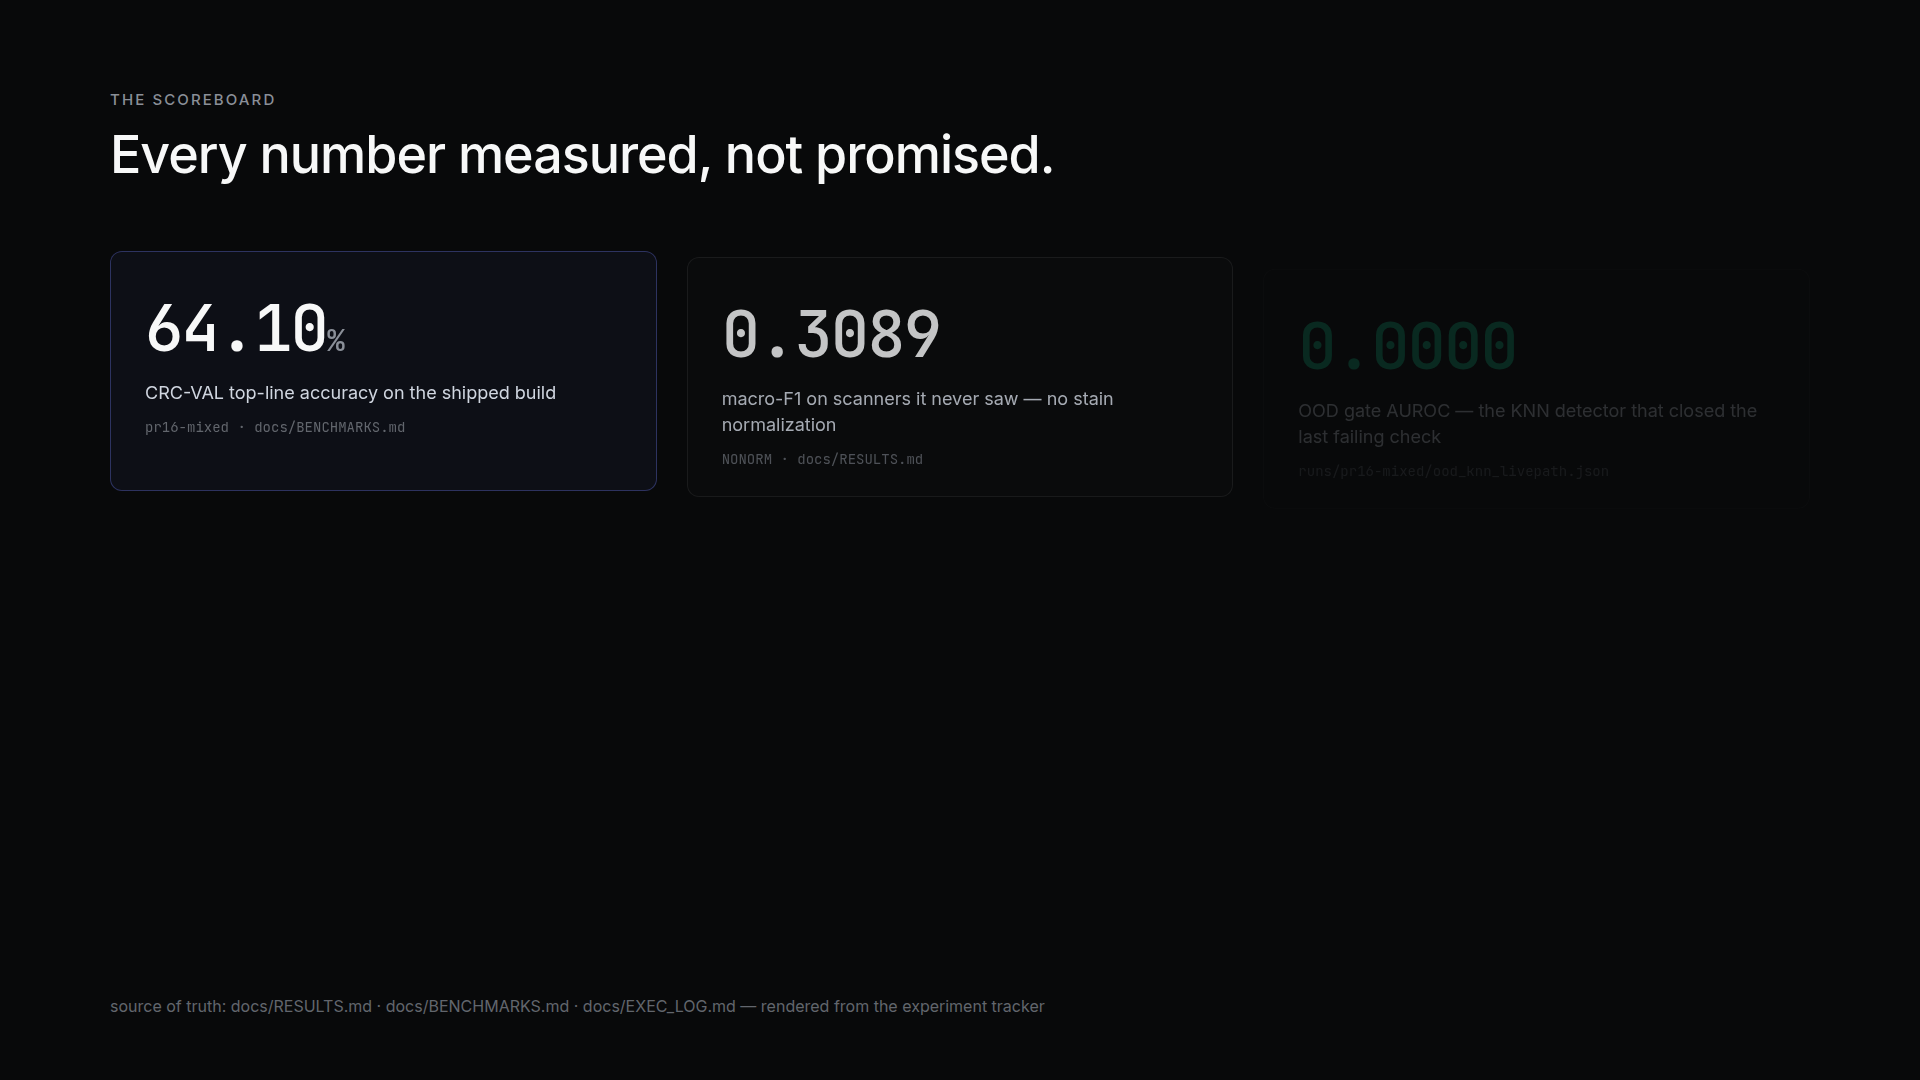 THE SCOREBOARD
Every number measured, not promised.
64.10%
CRC-VAL top-line accuracy on the shipped build
pr16-mixed · docs/BENCHMARKS.md
0.3089
macro-F1 on scanners it never saw — no stain
normalization
NONORM · docs/RESULTS.md
0.0000
OOD gate AUROC — the KNN detector that closed the
last failing check
runs/pr16-mixed/ood_knn_livepath.json
source of truth: docs/RESULTS.md · docs/BENCHMARKS.md · docs/EXEC_LOG.md — rendered from the experiment tracker